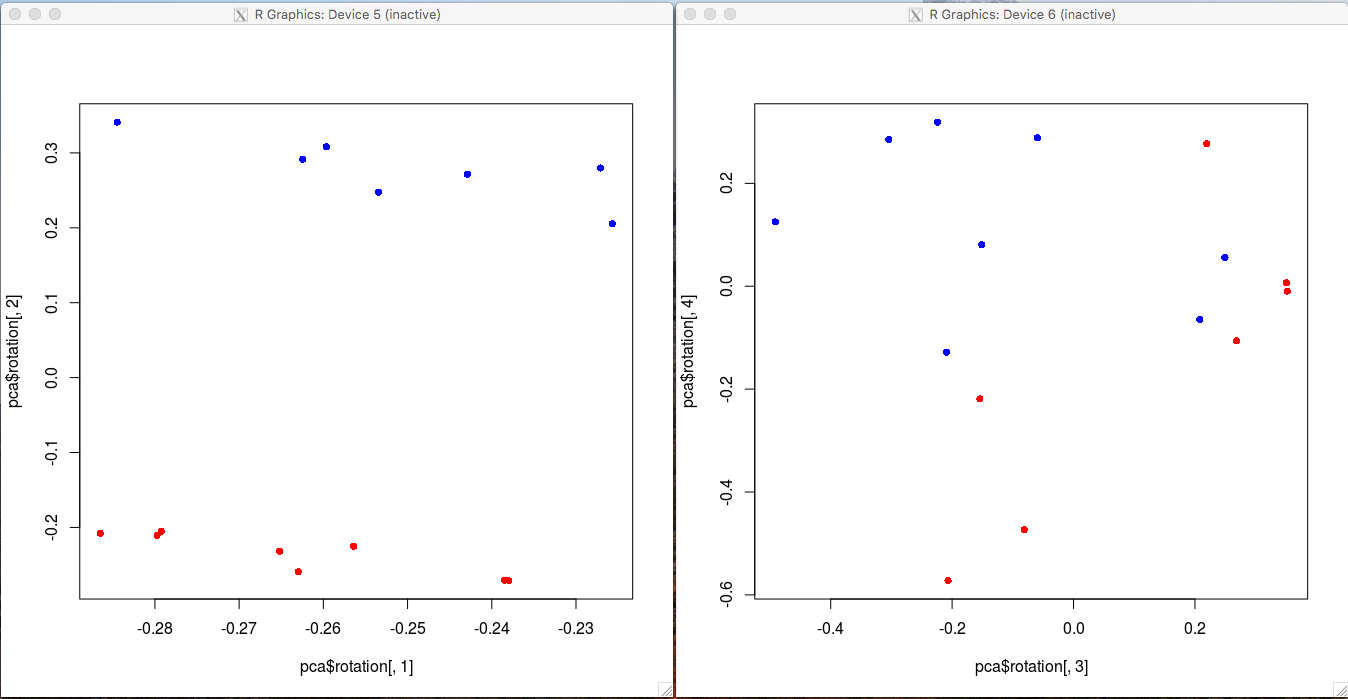 R Graphics: Device 5 (inactive)
0.3
0.2
0.1
0.0
-0.1
-0.2
pca$rotation[, 2]
-0.28 -0.27 -0.26 -0.25 -0.24 -0.23
pca$rotation[, 1]
R Graphics: Device 6 (inactive)
0.2
0.0
-0.2
-0.4
-0.6
pca$rotation[, 4]
-0.4 -0.2 0.0 0.2
pca$rotation[, 3]